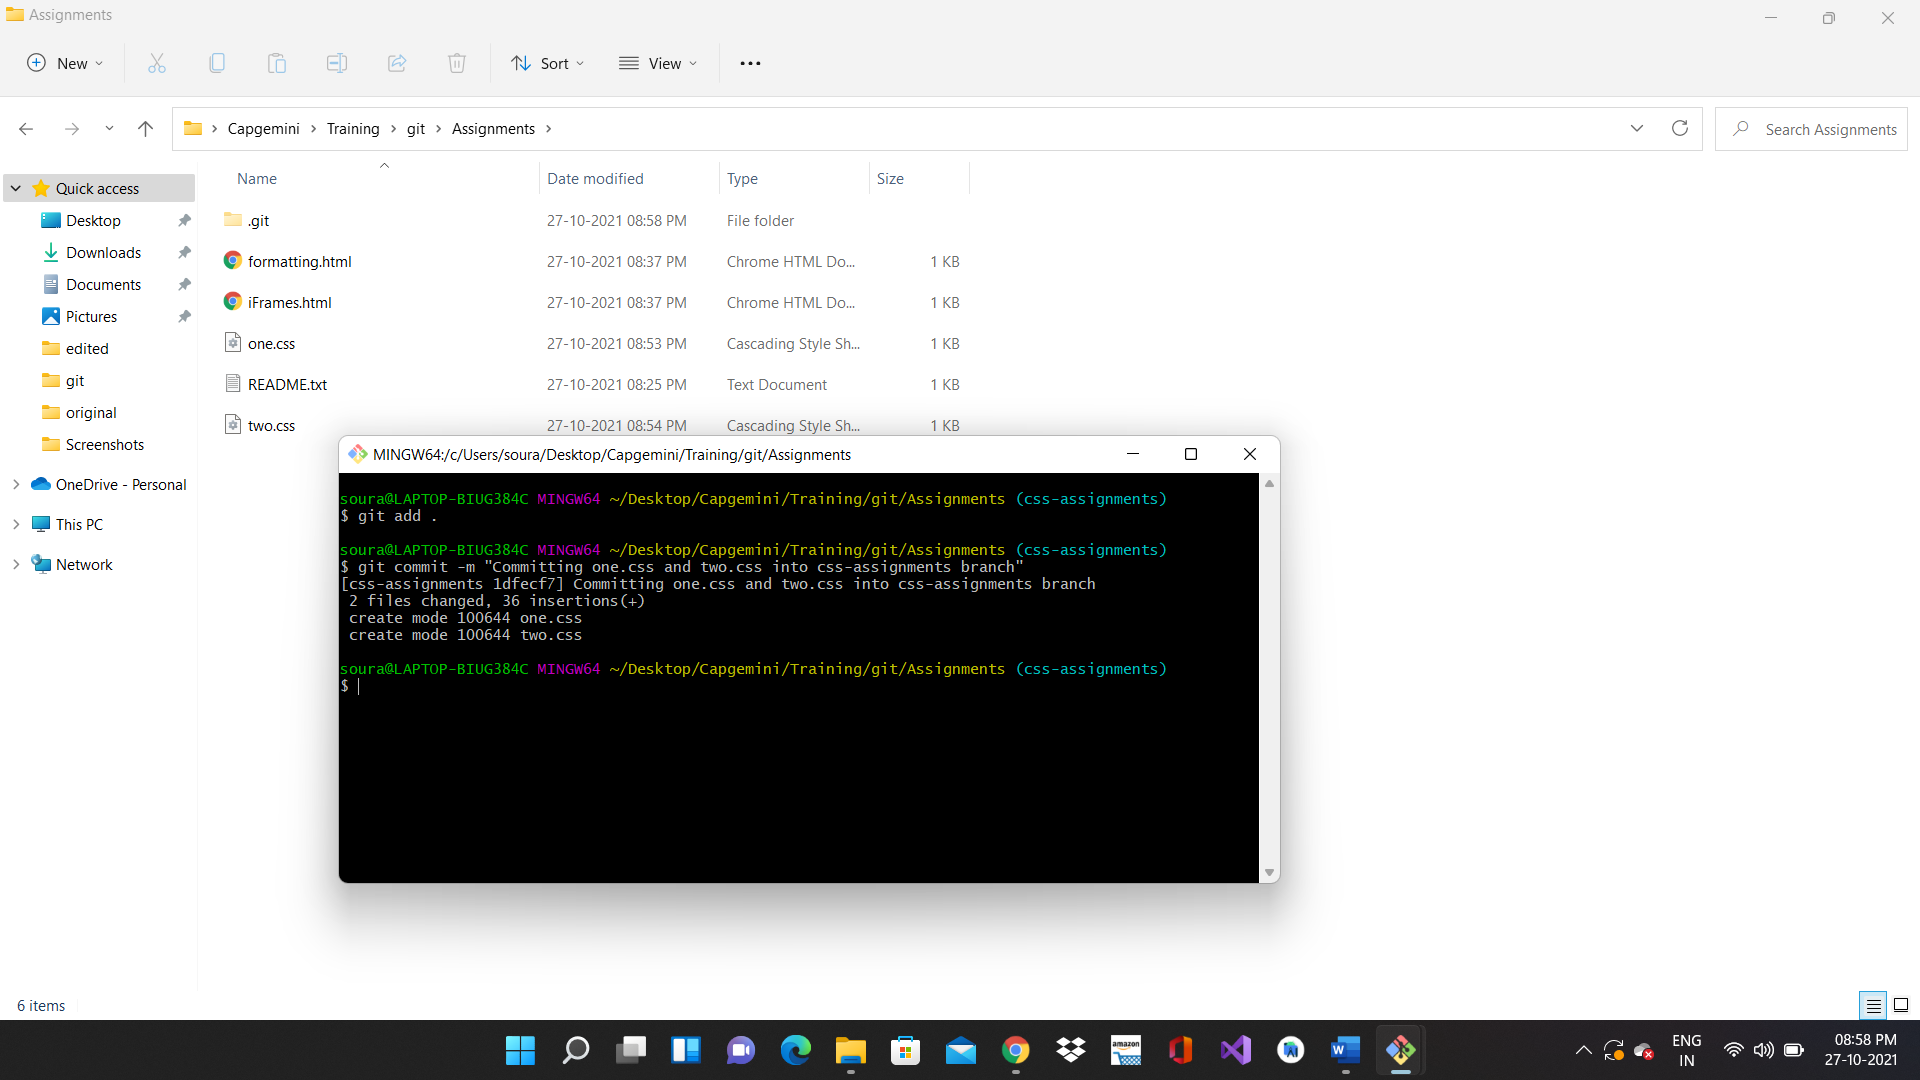 Assignments
New
Sort
View
Capgemini
Training
git
Assignments
Search Assignments
Name
Date modified
Type
Size
Quick access
Desktop
Downloads
Documents
Pictures
edited
git
original
Screenshots
OneDrive - Personal
This PC
Network
.git 27-10-2021 08:58 PM File folder
formatting.html 27-10-2021 08:37 PM Chrome HTML Do... 1 KB
iFrames.html 27-10-2021 08:37 PM Chrome HTML Do... 1 KB
one.css 27-10-2021 08:53 PM Cascading Style Sh... 1 KB
README.txt 27-10-2021 08:25 PM Text Document 1 KB
two.css 27-10-2021 08:54 PM Cascading Style Sh... 1 KB
MINGW64:/c/Users/soura/Desktop/Capgemini/Training/git/Assignments
soura@LAPTOP-BIUG384C MINGW64 ~/Desktop/Capgemini/Training/git/Assignments (css-assignments)
$ git add .
soura@LAPTOP-BIUG384C MINGW64 ~/Desktop/Capgemini/Training/git/Assignments (css-assignments)
$ git commit -m "Committing one.css and two.css into css-assignments branch"
[css-assignments 1dfecf7] Committing one.css and two.css into css-assignments branch
2 files changed, 36 insertions(+)
create mode 100644 one.css
create mode 100644 two.css
soura@LAPTOP-BIUG384C MINGW64 ~/Desktop/Capgemini/Training/git/Assignments (css-assignments)
$
6 items
amazon
W
ENG
IN
08:58 PM
27-10-2021